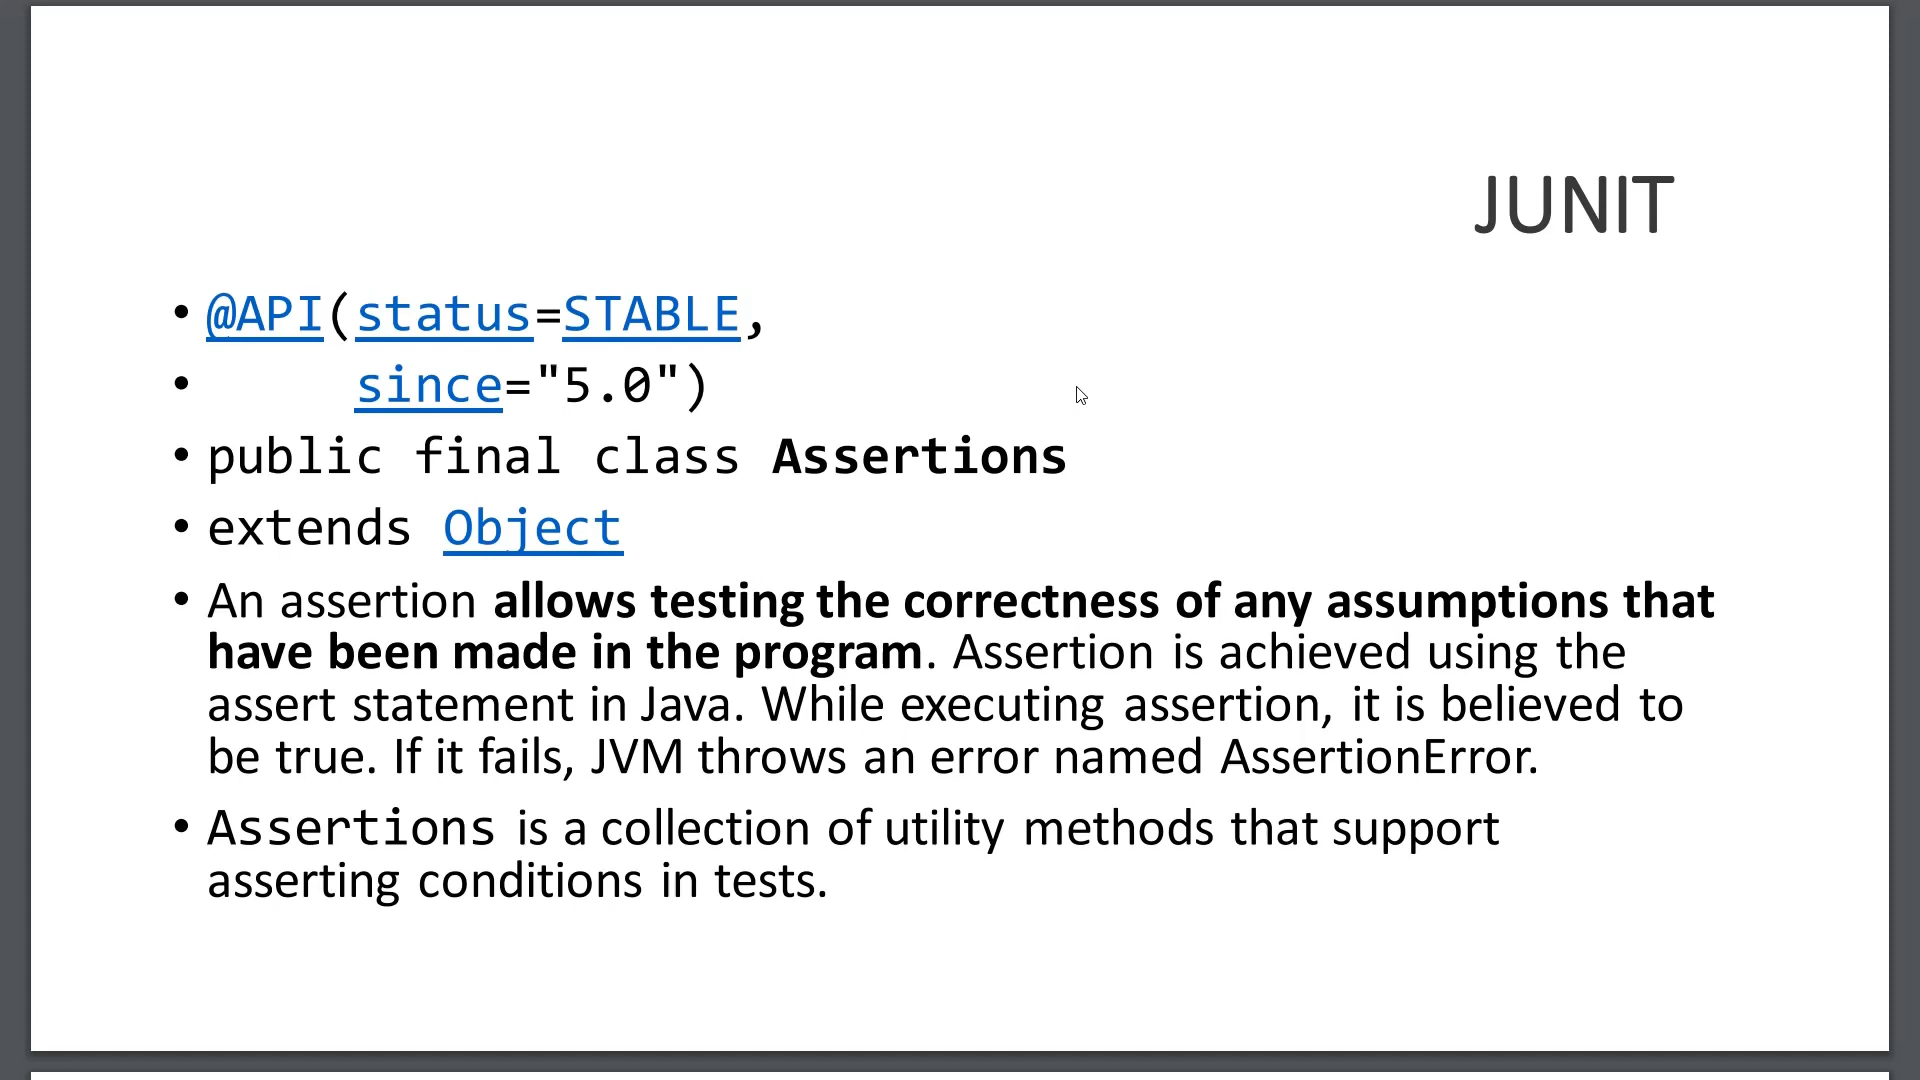 JUNIT
• @API(status=STABLE,
• since="5.0")
• public final class Assertions
• extends Object
• An assertion allows testing the correctness of any assumptions that
have been made in the program. Assertion is achieved using the
assert statement in Java. While executing assertion, it is believed to
be true. If it fails, JVM throws an error named AssertionError.
• Assertions is a collection of utility methods that support
asserting conditions in tests.